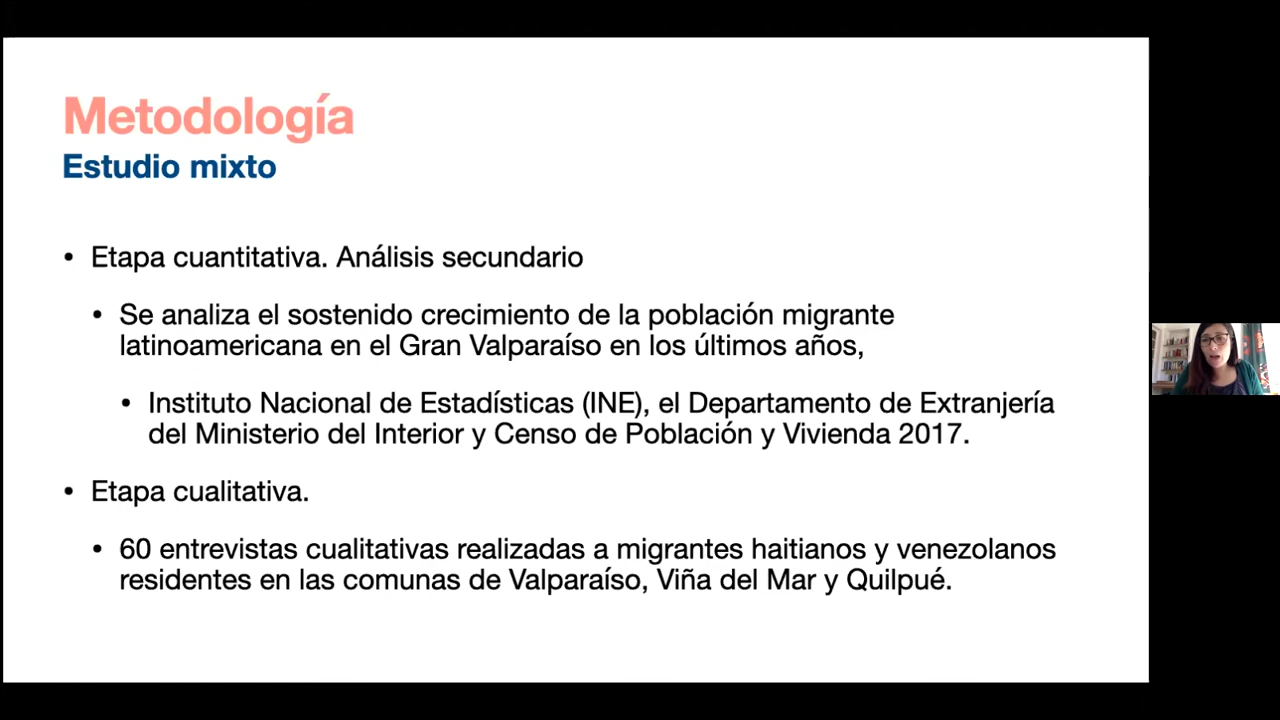 Metodología
Estudio mixto
• Etapa cuantitativa. Análisis secundario
• Se analiza el sostenido crecimiento de la población migrante
latinoamericana en el Gran Valparaíso en los últimos años,
• Instituto Nacional de Estadísticas (INE), el Departamento de Extranjería
del Ministerio del Interior y Censo de Población y Vivienda 2017.
• Etapa cualitativa.
• 60 entrevistas cualitativas realizadas a migrantes haitianos y venezolanos
residentes en las comunas de Valparaíso, Viña del Mar y Quilpué.